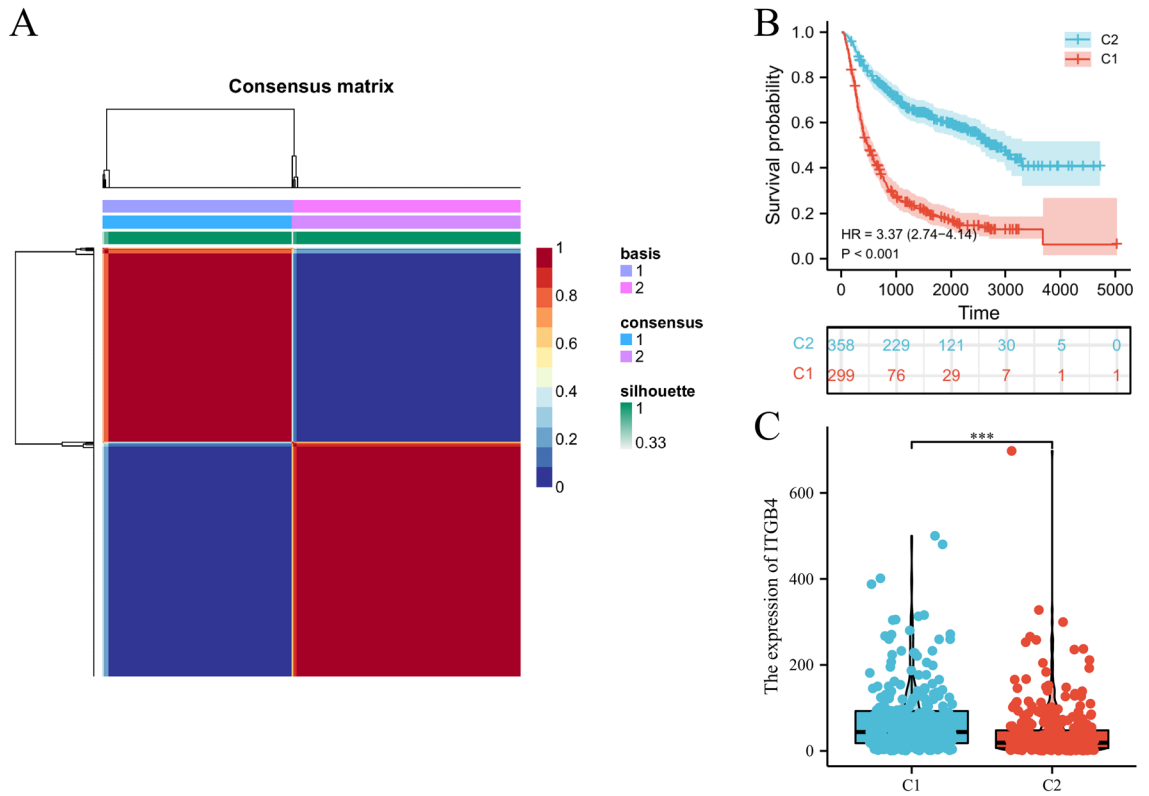 A
Consensus matrix
1
0.8
0.6
0.4
0.2
0
basis
1
2
consensus
1
2
silhouette
1
0.33
B
Survival probability
1.0
0.8
0.6
0.4
0.2
0.0
C2
C1
HR = 3.37 (2.74−4.14)
P < 0.001
0 1000 2000 3000 4000 5000
Time
C2 358 229 121 30 5 0
C1 299 76 29 7 1 1
C
The expression of ITGB4
600
400
200
0
***
C1 C2